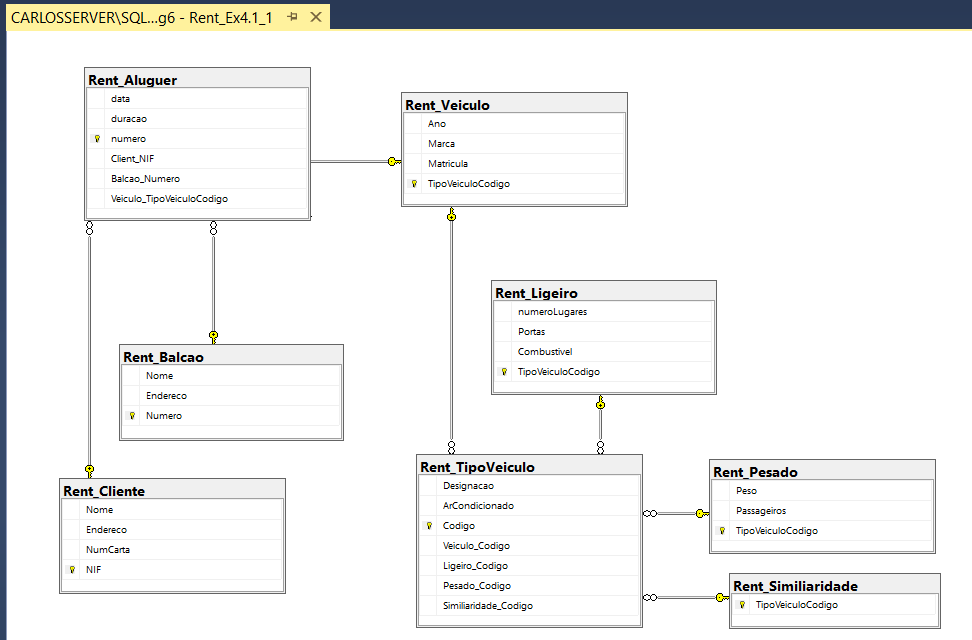 CARLOSSERVER\SQL...g6 - Rent_Ex4.1_1
Rent_Aluguer
data
duracao
numero
Client_NIF
Balcao_Numero
Veiculo_TipoVeiculoCodigo
Rent_Veiculo
Ano
Marca
Matricula
TipoVeiculoCodigo
Rent_Ligeiro
numeroLugares
Portas
Combustivel
TipoVeiculoCodigo
Rent_Balcao
Nome
Endereco
Numero
Rent_Cliente
Nome
Endereco
NumCarta
NIF
Rent_TipoVeiculo
Designacao
ArCondicionado
Codigo
Veiculo_Codigo
Ligeiro_Codigo
Pesado_Codigo
Similiaridade_Codigo
Rent_Pesado
Peso
Passageiros
TipoVeiculoCodigo
Rent_Similiaridade
TipoVeiculoCodigo